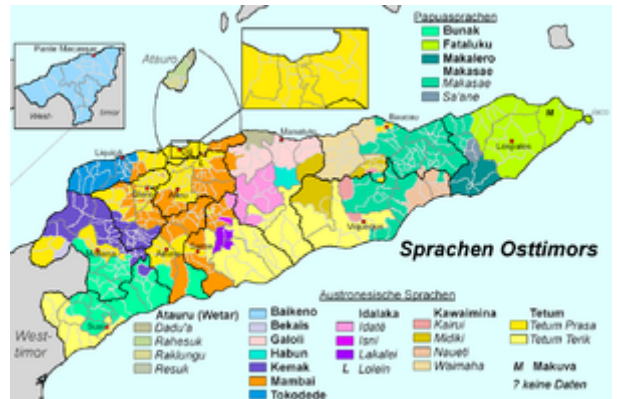 Pante Macassar
West-
timor
Atauro
Papuasprachen
Bunak
Fataluku
Makalero
Makasae
Makasae
Sa'ane
Baucau
Manatuto
Liquiçá
M
Lospalos
Jaco
Viqueque
Aileu
Suai
Sprachen Osttimors
West-
timor
Austronesische Sprachen
Atauru (Wetar)
Dadu'a
Rahesuk
Raklungu
Resuk
Baikeno
Bekais
Galoli
Habun
Kemak
Mambai
Tokodede
Idalaka
Idaté
Isní
Lakalei
L Lolein
Kawaimina
Kairui
Midiki
Naueti
Waimaha
Tetum
Tetum Prasa
Tetum Terik
M Makuva
? keine Daten